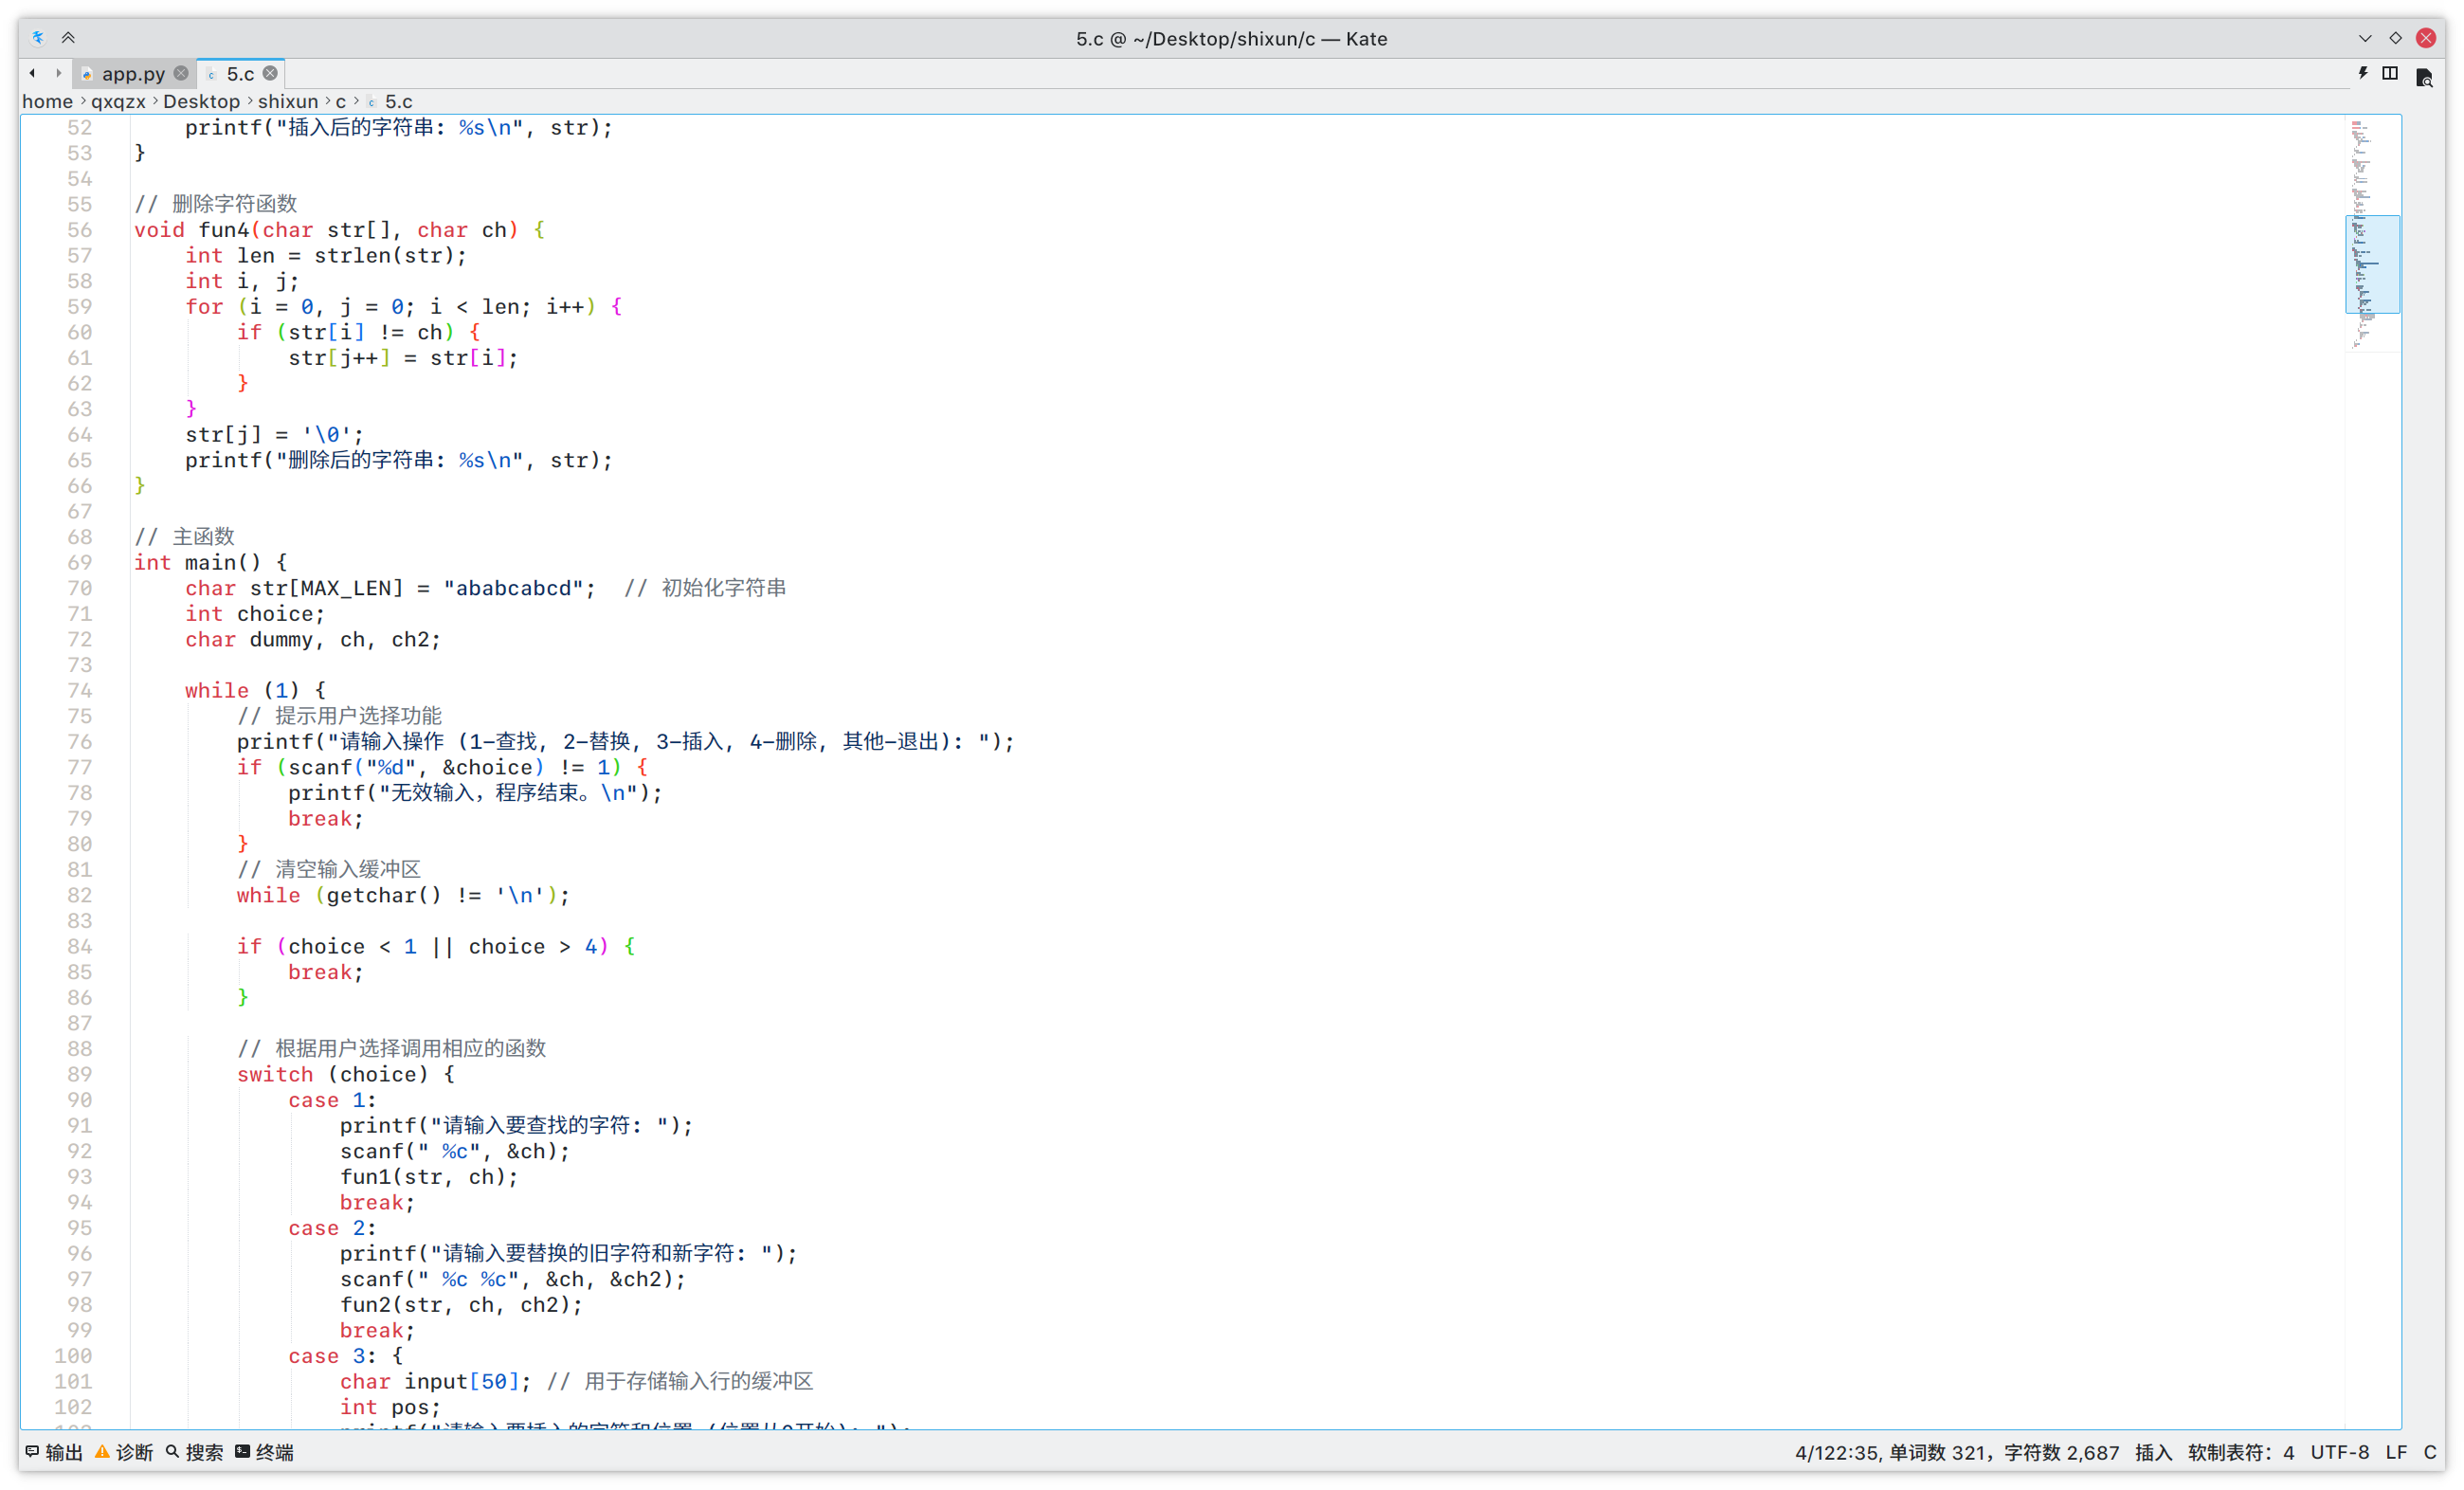 5.c @ ~/Desktop/shixun/c — Kate
app.py 5.c
home > qxqzx > Desktop > shixun > c > 5.c
52     printf("插入后的字符串: %s\n", str);
53 }
54
55 // 删除字符函数
56 void fun4(char str[], char ch) {
57     int len = strlen(str);
58     int i, j;
59     for (i = 0, j = 0; i < len; i++) {
60         if (str[i] != ch) {
61             str[j++] = str[i];
62         }
63     }
64     str[j] = '\0';
65     printf("删除后的字符串: %s\n", str);
66 }
67
68 // 主函数
69 int main() {
70     char str[MAX_LEN] = "ababcabcd";  // 初始化字符串
71     int choice;
72     char dummy, ch, ch2;
73
74     while (1) {
75         // 提示用户选择功能
76         printf("请输入操作 (1-查找, 2-替换, 3-插入, 4-删除, 其他-退出): ");
77         if (scanf("%d", &choice) != 1) {
78             printf("无效输入，程序结束。\n");
79             break;
80         }
81         // 清空输入缓冲区
82         while (getchar() != '\n');
83
84         if (choice < 1 || choice > 4) {
85             break;
86         }
87
88         // 根据用户选择调用相应的函数
89         switch (choice) {
90             case 1:
91                 printf("请输入要查找的字符: ");
92                 scanf(" %c", &ch);
93                 fun1(str, ch);
94                 break;
95             case 2:
96                 printf("请输入要替换的旧字符和新字符: ");
97                 scanf(" %c %c", &ch, &ch2);
98                 fun2(str, ch, ch2);
99                 break;
100             case 3: {
101                 char input[50]; // 用于存储输入行的缓冲区
102                 int pos;
输出 诊断 搜索 终端 4/122:35, 单词数 321，字符数 2,687 插入 软制表符：4 UTF-8 LF C